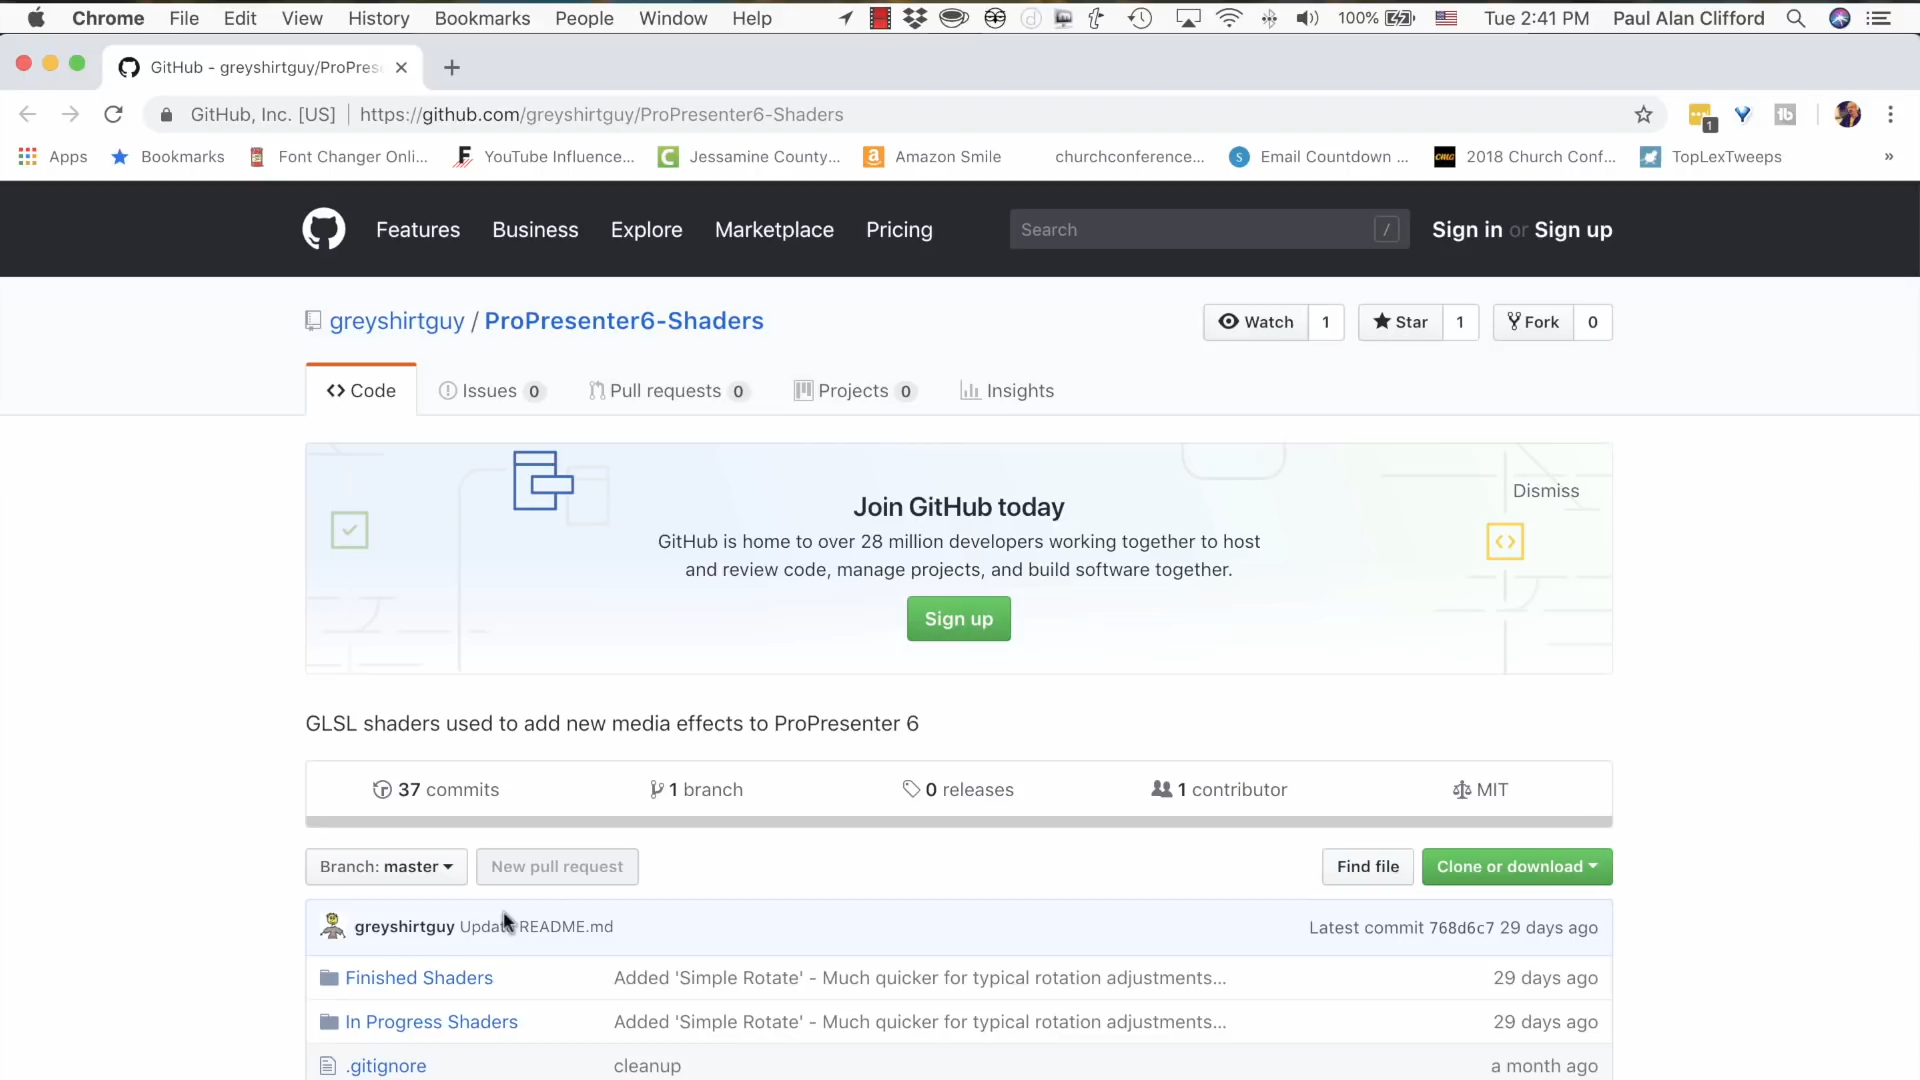 Chrome File Edit View History Bookmarks People Window Help 100% Tue 2:41 PM Paul Alan Clifford
GitHub - greyshirtguy/ProPres
GitHub, Inc. [US] https://github.com/greyshirtguy/ProPresenter6-Shaders 1
Apps Bookmarks Font Changer Onli... YouTube Influence... Jessamine County... Amazon Smile churchconference... Email Countdown ... 2018 Church Conf... TopLexTweeps »
Features Business Explore Marketplace Pricing Search / Sign in or Sign up
greyshirtguy / ProPresenter6-Shaders Watch 1 Star 1 Fork 0
Code Issues 0 Pull requests 0 Projects 0 Insights
Dismiss
Join GitHub today
GitHub is home to over 28 million developers working together to host
and review code, manage projects, and build software together.
Sign up
GLSL shaders used to add new media effects to ProPresenter 6
37 commits 1 branch 0 releases 1 contributor MIT
Branch: master New pull request Find file Clone or download
greyshirtguy Update README.md Latest commit 768d6c7 29 days ago
Finished Shaders Added 'Simple Rotate' - Much quicker for typical rotation adjustments... 29 days ago
In Progress Shaders Added 'Simple Rotate' - Much quicker for typical rotation adjustments... 29 days ago
.gitignore cleanup a month ago